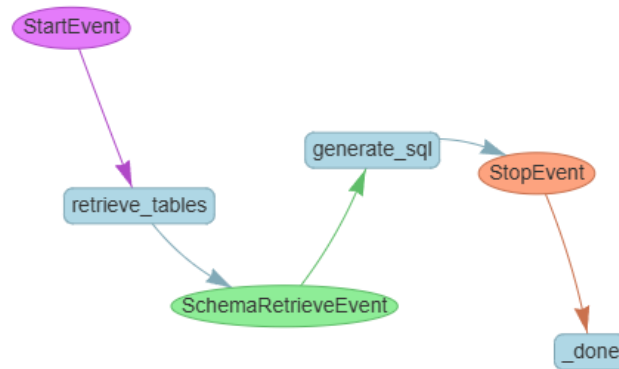 StartEvent
generate_sql
StopEvent
retrieve_tables
SchemaRetrieveEvent
_done